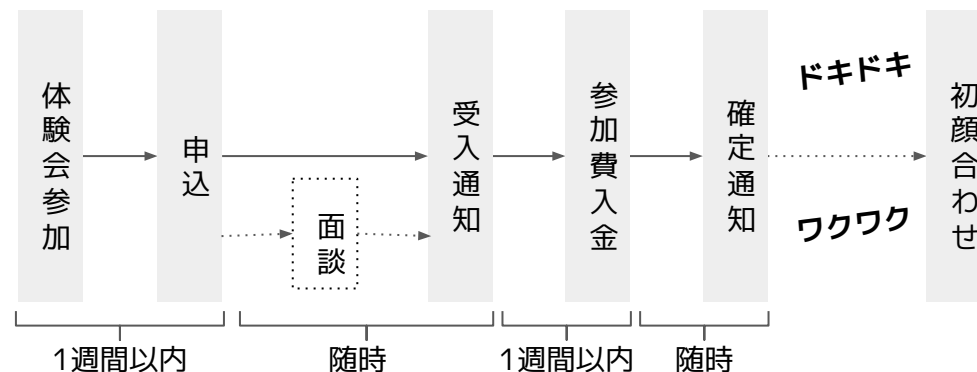 体験会参加
申込
面談
受入通知
参加費入金
確定通知
ドキドキ
ワクワク
初顔合わせ
1週間以内
随時
1週間以内
随時